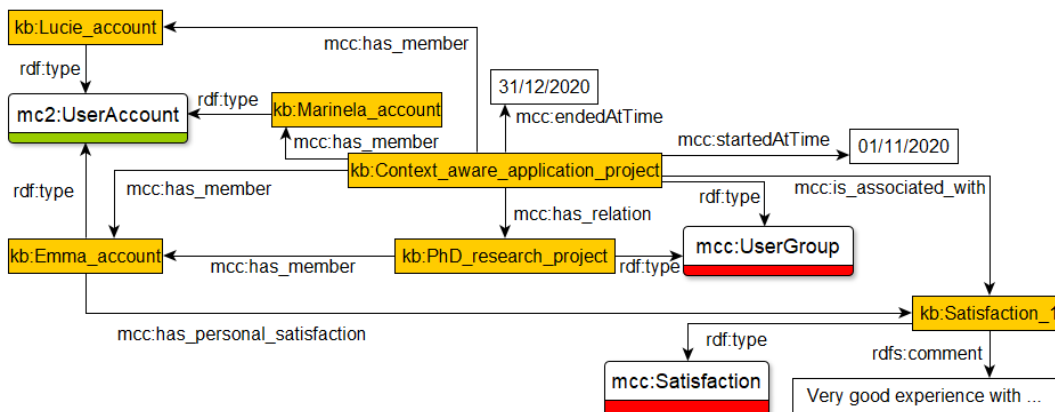 kb:Lucie_account
mcc:has_member
rdf:type
31/12/2020
mc2:UserAccount
rdf:type
kb:Marinela_account
mcc:endedAtTime
mcc:startedAtTime
01/11/2020
mcc:has_member
kb:Context_aware_application_project
rdf:type
mcc:has_member
rdf:type
mcc:is_associated_with
mcc:has_relation
mcc:UserGroup
kb:Emma_account
mcc:has_member
kb:PhD_research_project
rdf:type
kb:Satisfaction_1
mcc:has_personal_satisfaction
rdf:type
rdfs:comment
mcc:Satisfaction
Very good experience with ...